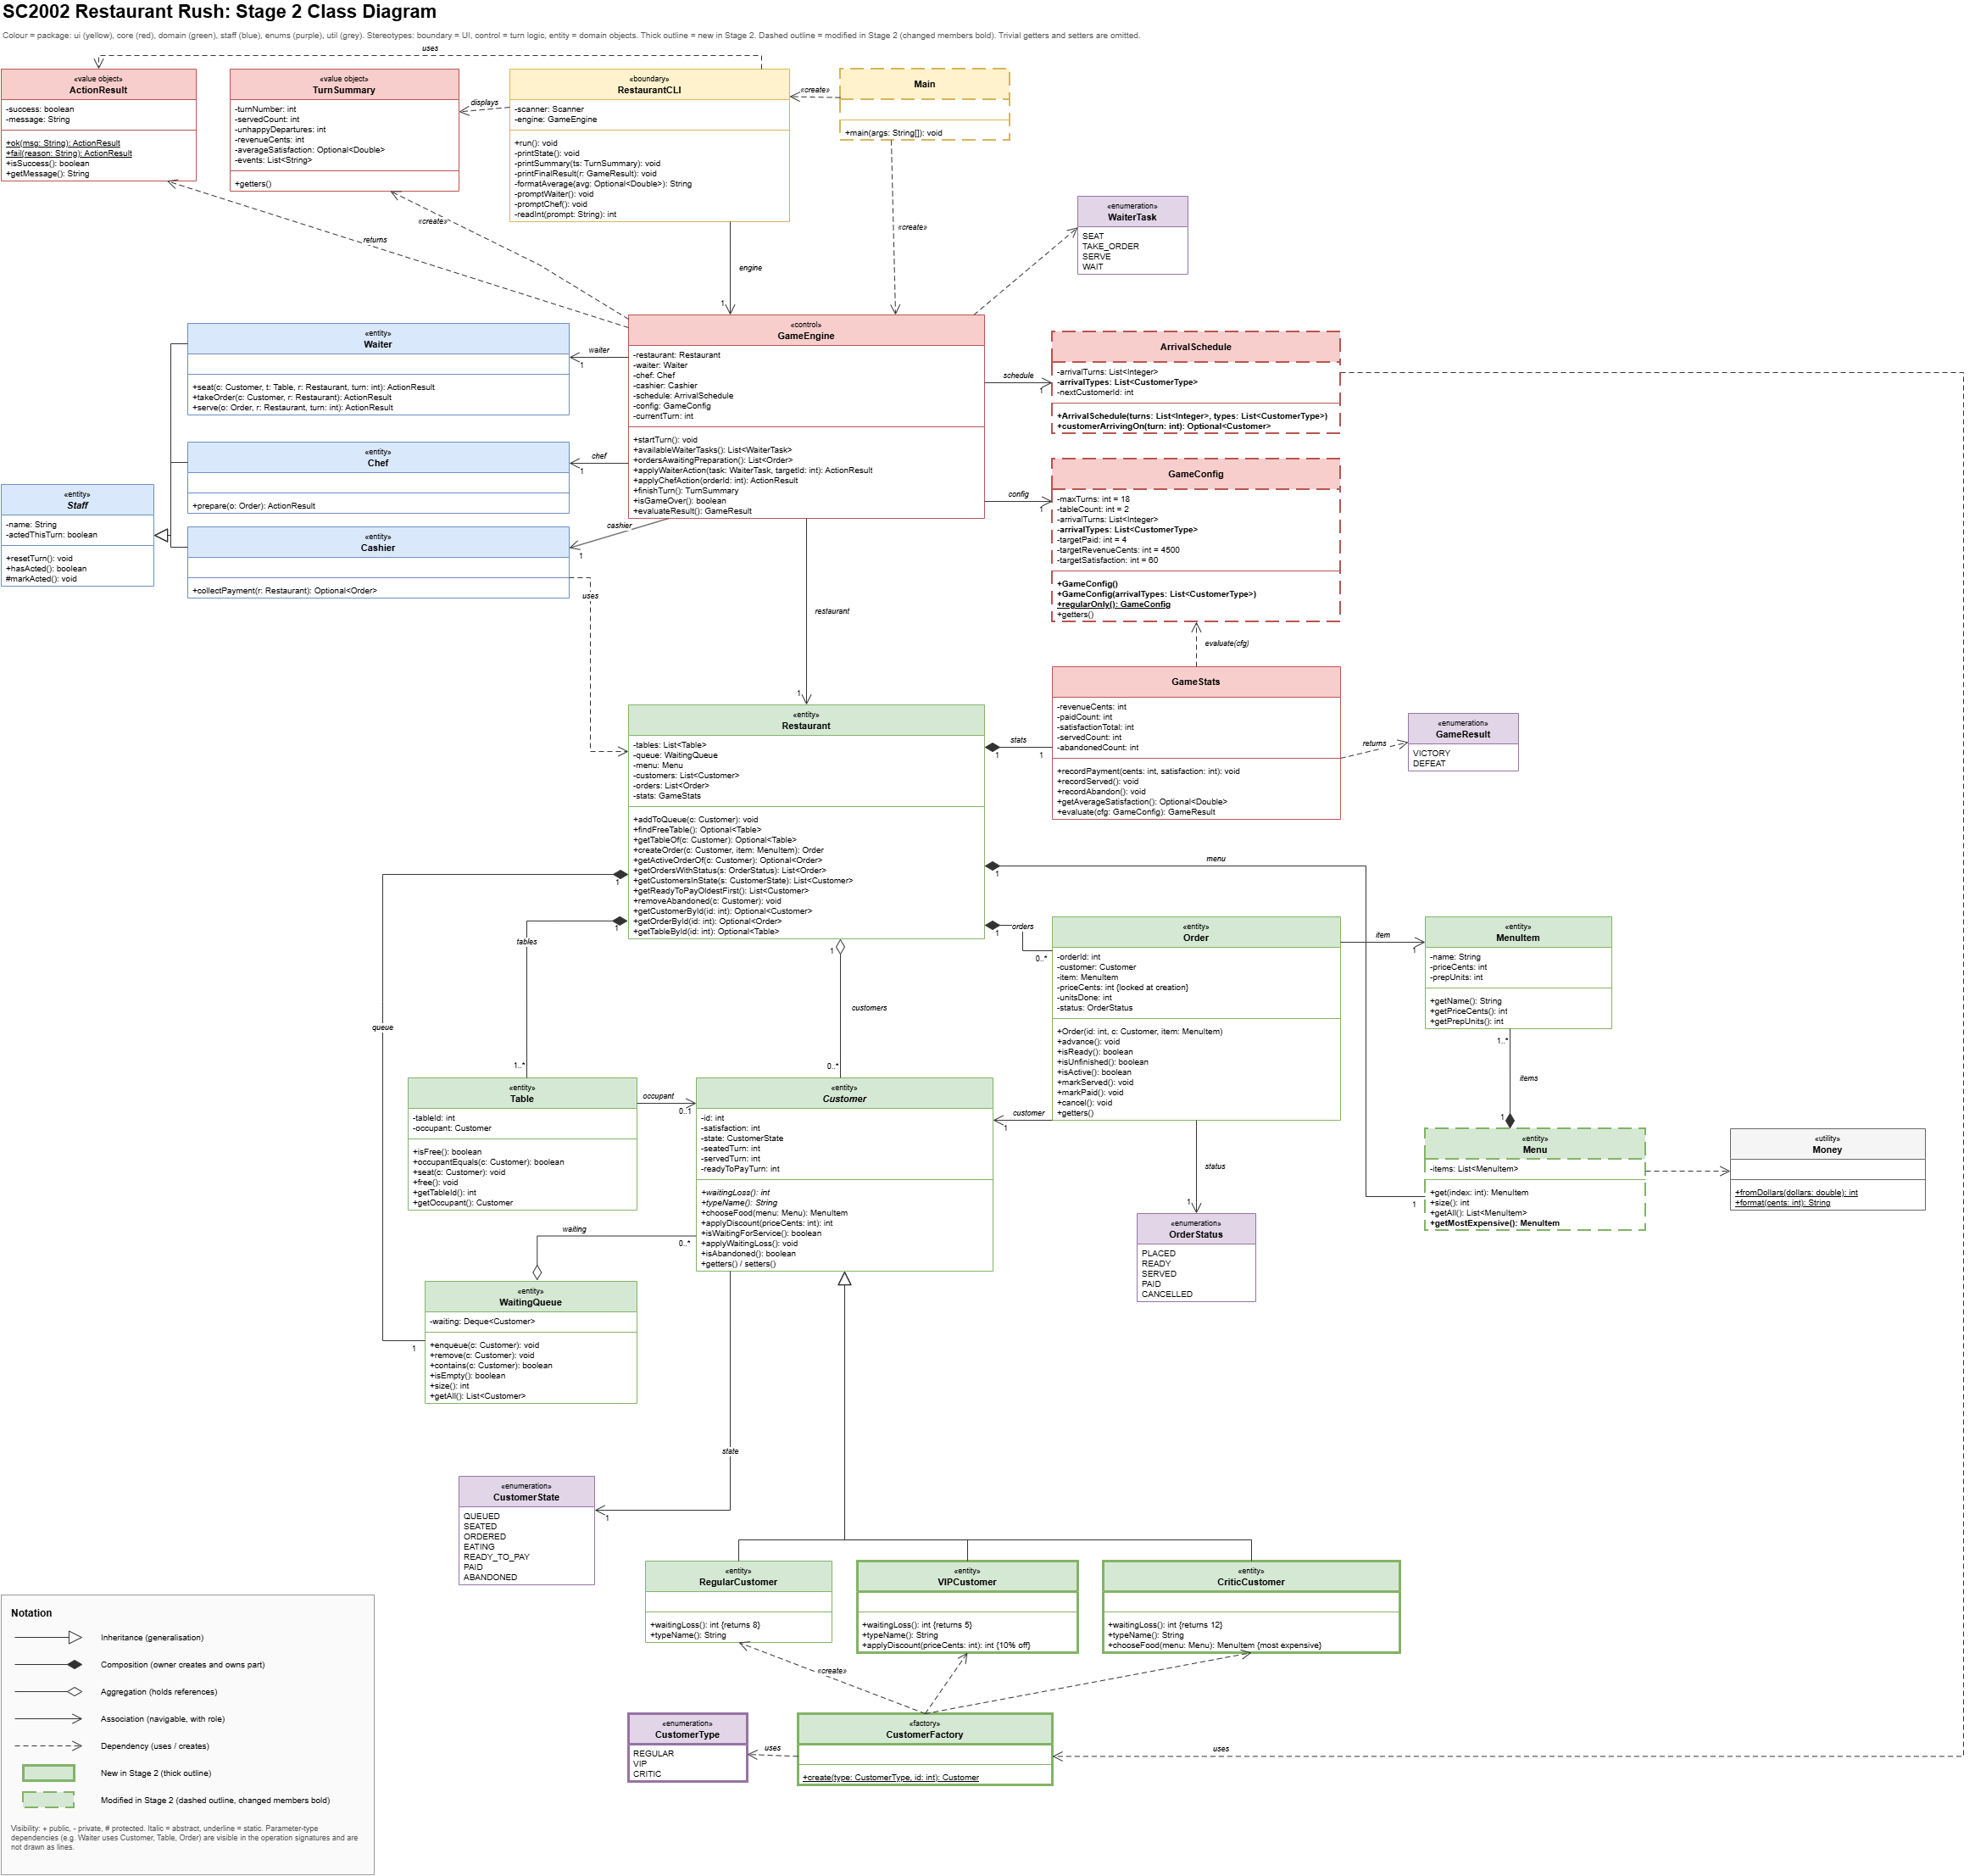 SC2002 Restaurant Rush: Stage 2 Class Diagram
Colour = package: ui (yellow), core (red), domain (green), staff (blue), enums (purple), util (grey). Stereotypes: boundary = UI, control = turn logic, entity = domain objects. Thick outline = new in Stage 2. Dashed outline = modified in Stage 2 (changed members bold). Trivial getters and setters are omitted.
uses
«value object»
ActionResult
-success: boolean
-message: String
+ok(msg: String): ActionResult
+fail(reason: String): ActionResult
+isSuccess(): boolean
+getMessage(): String
«value object»
TurnSummary
-turnNumber: int
-servedCount: int
-unhappyDepartures: int
-revenueCents: int
-averageSatisfaction: Optional<Double>
-events: List<String>
+getters()
displays
«boundary»
RestaurantCLI
-scanner: Scanner
-engine: GameEngine
+run(): void
-printState(): void
-printSummary(ts: TurnSummary): void
-printFinalResult(r: GameResult): void
-formatAverage(avg: Optional<Double>): String
-promptWaiter(): void
-promptChef(): void
-readInt(prompt: String): int
«create»
Main
+main(args: String[]): void
«enumeration»
WaiterTask
SEAT
TAKE_ORDER
SERVE
WAIT
«create»
returns
«create»
engine
1
«entity»
Waiter
+seat(c: Customer, t: Table, r: Restaurant, turn: int): ActionResult
+takeOrder(c: Customer, r: Restaurant): ActionResult
+serve(o: Order, r: Restaurant, turn: int): ActionResult
waiter
1
«entity»
Chef
+prepare(o: Order): ActionResult
chef
1
«entity»
Staff
-name: String
-actedThisTurn: boolean
+resetTurn(): void
+hasActed(): boolean
#markActed(): void
«entity»
Cashier
+collectPayment(r: Restaurant): Optional<Order>
cashier
1
uses
«control»
GameEngine
-restaurant: Restaurant
-waiter: Waiter
-chef: Chef
-cashier: Cashier
-schedule: ArrivalSchedule
-config: GameConfig
-currentTurn: int
+startTurn(): void
+availableWaiterTasks(): List<WaiterTask>
+ordersAwaitingPreparation(): List<Order>
+applyWaiterAction(task: WaiterTask, targetId: int): ActionResult
+applyChefAction(orderId: int): ActionResult
+finishTurn(): TurnSummary
+isGameOver(): boolean
+evaluateResult(): GameResult
schedule
1
ArrivalSchedule
-arrivalTurns: List<Integer>
-arrivalTypes: List<CustomerType>
-nextCustomerId: int
+ArrivalSchedule(turns: List<Integer>, types: List<CustomerType>)
+customerArrivingOn(turn: int): Optional<Customer>
config
1
GameConfig
-maxTurns: int = 18
-tableCount: int = 2
-arrivalTurns: List<Integer>
-arrivalTypes: List<CustomerType>
-targetPaid: int = 4
-targetRevenueCents: int = 4500
-targetSatisfaction: int = 60
+GameConfig()
+GameConfig(arrivalTypes: List<CustomerType>)
+regularOnly(): GameConfig
+getters()
restaurant
1
evaluate(cfg)
GameStats
-revenueCents: int
-paidCount: int
-satisfactionTotal: int
-servedCount: int
-abandonedCount: int
+recordPayment(cents: int, satisfaction: int): void
+recordServed(): void
+recordAbandon(): void
+getAverageSatisfaction(): Optional<Double>
+evaluate(cfg: GameConfig): GameResult
returns
«enumeration»
GameResult
VICTORY
DEFEAT
«entity»
Restaurant
-tables: List<Table>
-queue: WaitingQueue
-menu: Menu
-customers: List<Customer>
-orders: List<Order>
-stats: GameStats
+addToQueue(c: Customer): void
+findFreeTable(): Optional<Table>
+getTableOf(c: Customer): Optional<Table>
+createOrder(c: Customer, item: MenuItem): Order
+getActiveOrderOf(c: Customer): Optional<Order>
+getOrdersWithStatus(s: OrderStatus): List<Order>
+getCustomersInState(s: CustomerState): List<Customer>
+getReadyToPayOldestFirst(): List<Customer>
+removeAbandoned(c: Customer): void
+getCustomerById(id: int): Optional<Customer>
+getOrderById(id: int): Optional<Order>
+getTableById(id: int): Optional<Table>
stats
1
1
menu
1
1
orders
1
0..*
1
1
tables
1..*
queue
1
1
customers
0..*
«entity»
Order
-orderId: int
-customer: Customer
-item: MenuItem
-priceCents: int {locked at creation}
-unitsDone: int
-status: OrderStatus
+Order(id: int, c: Customer, item: MenuItem)
+advance(): void
+isReady(): boolean
+isUnfinished(): boolean
+isActive(): boolean
+markServed(): void
+markPaid(): void
+cancel(): void
+getters()
item
1
«entity»
MenuItem
-name: String
-priceCents: int
-prepUnits: int
+getName(): String
+getPriceCents(): int
+getPrepUnits(): int
1..*
items
1
«entity»
Menu
-items: List<MenuItem>
+get(index: int): MenuItem
+size(): int
+getAll(): List<MenuItem>
+getMostExpensive(): MenuItem
«utility»
Money
+fromDollars(dollars: double): int
+format(cents: int): String
«entity»
Table
-tableId: int
-occupant: Customer
+isFree(): boolean
+occupantEquals(c: Customer): boolean
+seat(c: Customer): void
+free(): void
+getTableId(): int
+getOccupant(): Customer
occupant
0..1
«entity»
Customer
-id: int
-satisfaction: int
-state: CustomerState
-seatedTurn: int
-servedTurn: int
-readyToPayTurn: int
+waitingLoss(): int
+typeName(): String
+chooseFood(menu: Menu): MenuItem
+applyDiscount(priceCents: int): int
+isWaitingForService(): boolean
+applyWaitingLoss(): void
+isAbandoned(): boolean
+getters() / setters()
customer
1
status
1
«enumeration»
OrderStatus
PLACED
READY
SERVED
PAID
CANCELLED
waiting
0..*
«entity»
WaitingQueue
-waiting: Deque<Customer>
+enqueue(c: Customer): void
+remove(c: Customer): void
+contains(c: Customer): boolean
+isEmpty(): boolean
+size(): int
+getAll(): List<Customer>
state
1
«enumeration»
CustomerState
QUEUED
SEATED
ORDERED
EATING
READY_TO_PAY
PAID
ABANDONED
«entity»
RegularCustomer
+waitingLoss(): int {returns 8}
+typeName(): String
«entity»
VIPCustomer
+waitingLoss(): int {returns 5}
+typeName(): String
+applyDiscount(priceCents: int): int {10% off}
«entity»
CriticCustomer
+waitingLoss(): int {returns 12}
+typeName(): String
+chooseFood(menu: Menu): MenuItem {most expensive}
«create»
«enumeration»
CustomerType
REGULAR
VIP
CRITIC
uses
«factory»
CustomerFactory
+create(type: CustomerType, id: int): Customer
uses
Notation
Inheritance (generalisation)
Composition (owner creates and owns part)
Aggregation (holds references)
Association (navigable, with role)
Dependency (uses / creates)
New in Stage 2 (thick outline)
Modified in Stage 2 (dashed outline, changed members bold)
Visibility: + public, - private, # protected. Italic = abstract, underline = static. Parameter-type
dependencies (e.g. Waiter uses Customer, Table, Order) are visible in the operation signatures and are
not drawn as lines.